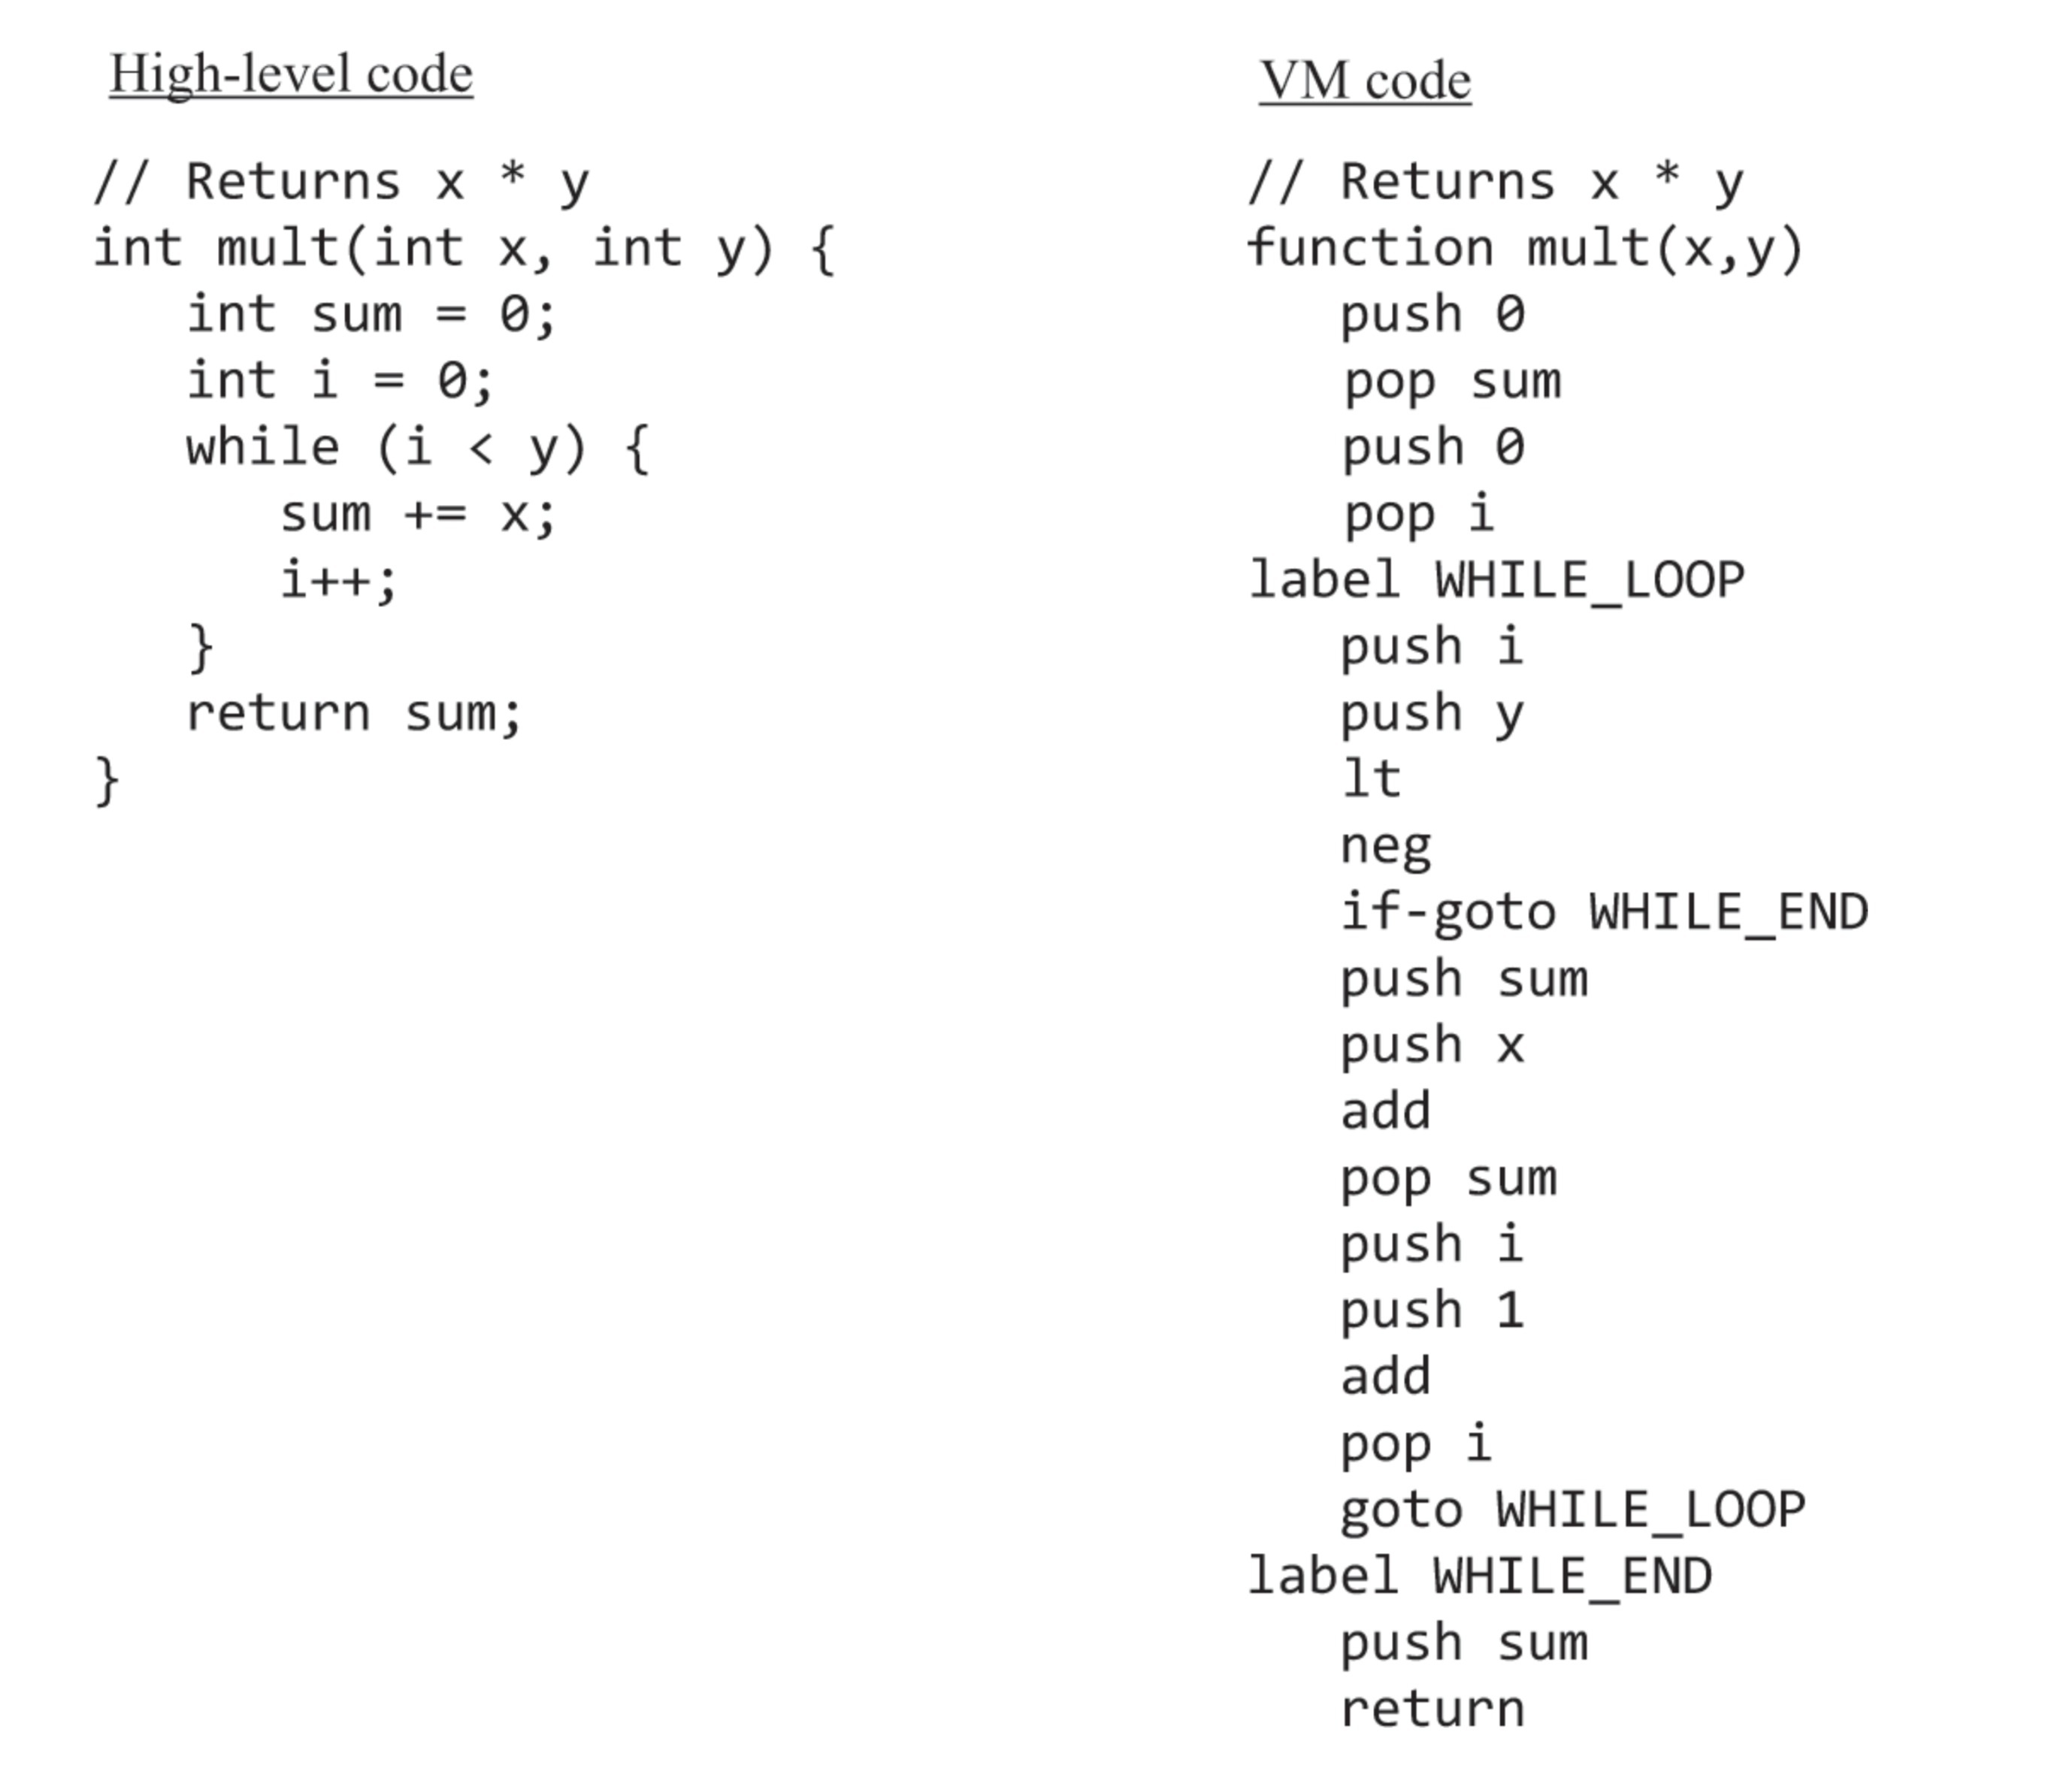 High-level code
// Returns x * y
int mult(int x, int y) {
   int sum = 0;
   int i = 0;
   while (i < y) {
      sum += x;
      i++;
   }
   return sum;
}
VM code
// Returns x * y
function mult(x,y)
   push 0
   pop sum
   push 0
   pop i
label WHILE_LOOP
   push i
   push y
   lt
   neg
   if-goto WHILE_END
   push sum
   push x
   add
   pop sum
   push i
   push 1
   add
   pop i
   goto WHILE_LOOP
label WHILE_END
   push sum
   return